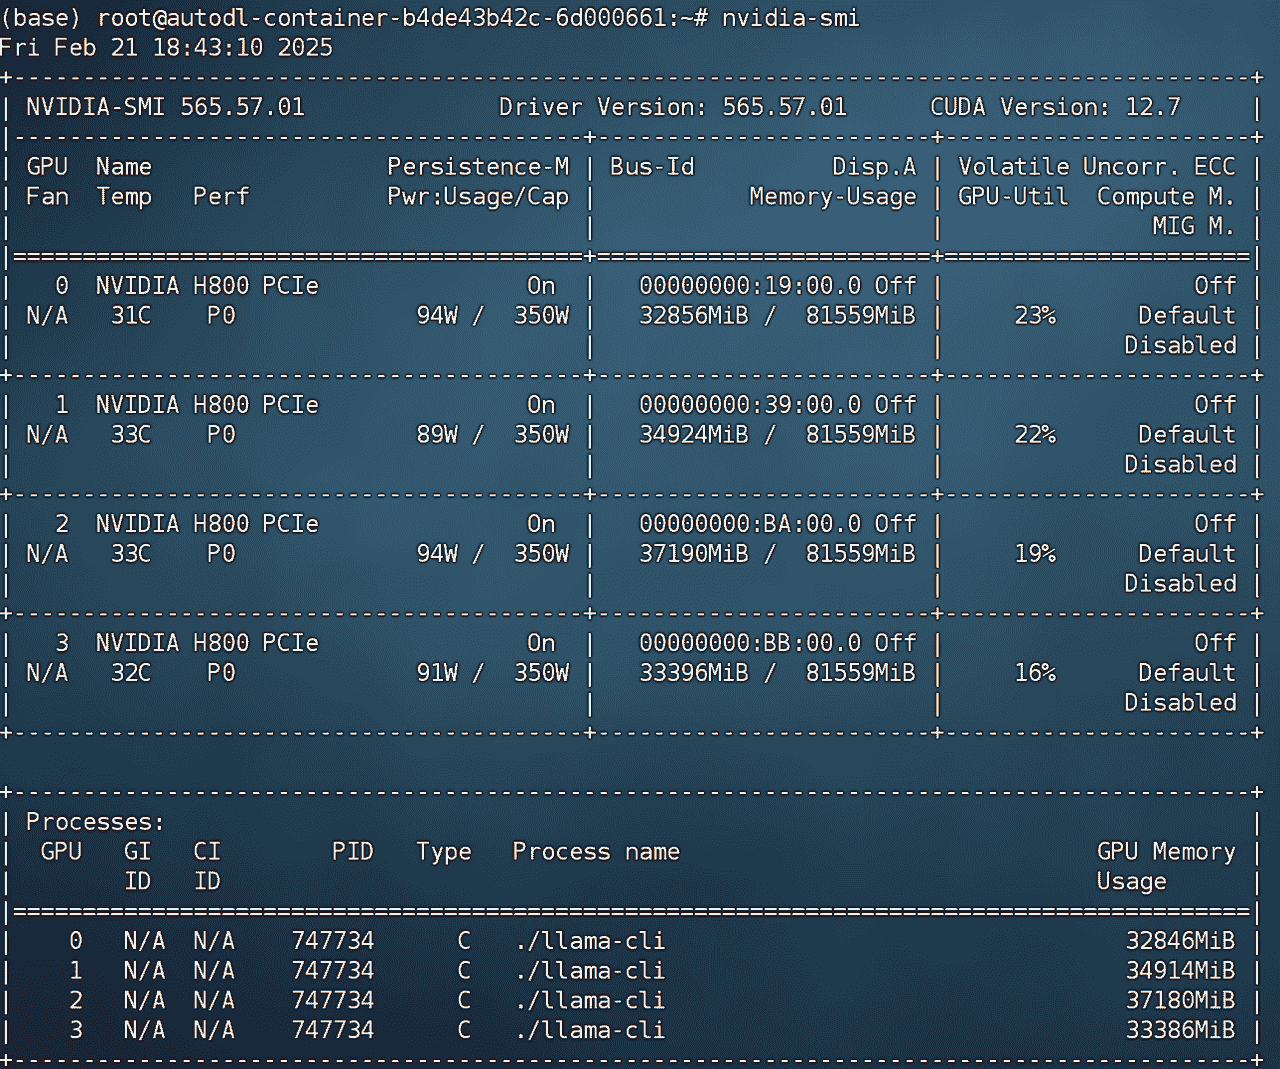 (base) root@autodl-container-b4de43b42c-6d000661:~# nvidia-smi
Fri Feb 21 18:43:10 2025
+-----------------------------------------------------------------------------------------+
| NVIDIA-SMI 565.57.01              Driver Version: 565.57.01      CUDA Version: 12.7     |
|-----------------------------------------+------------------------+----------------------+
| GPU  Name                 Persistence-M | Bus-Id          Disp.A | Volatile Uncorr. ECC |
| Fan  Temp   Perf          Pwr:Usage/Cap |           Memory-Usage | GPU-Util  Compute M. |
|                                         |                        |               MIG M. |
|=========================================+========================+======================|
|   0  NVIDIA H800 PCIe               On  |   00000000:19:00.0 Off |                  Off |
| N/A   31C    P0             94W /  350W |   32856MiB /  81559MiB |     23%      Default |
|                                         |                        |             Disabled |
+-----------------------------------------+------------------------+----------------------+
|   1  NVIDIA H800 PCIe               On  |   00000000:39:00.0 Off |                  Off |
| N/A   33C    P0             89W /  350W |   34924MiB /  81559MiB |     22%      Default |
|                                         |                        |             Disabled |
+-----------------------------------------+------------------------+----------------------+
|   2  NVIDIA H800 PCIe               On  |   00000000:BA:00.0 Off |                  Off |
| N/A   33C    P0             94W /  350W |   37190MiB /  81559MiB |     19%      Default |
|                                         |                        |             Disabled |
+-----------------------------------------+------------------------+----------------------+
|   3  NVIDIA H800 PCIe               On  |   00000000:BB:00.0 Off |                  Off |
| N/A   32C    P0             91W /  350W |   33396MiB /  81559MiB |     16%      Default |
|                                         |                        |             Disabled |
+-----------------------------------------+------------------------+----------------------+

+-----------------------------------------------------------------------------------------+
| Processes:                                                                              |
|  GPU   GI   CI        PID   Type   Process name                              GPU Memory |
|        ID   ID                                                               Usage      |
|=========================================================================================|
|    0   N/A  N/A    747734      C   ./llama-cli                                 32846MiB |
|    1   N/A  N/A    747734      C   ./llama-cli                                 34914MiB |
|    2   N/A  N/A    747734      C   ./llama-cli                                 37180MiB |
|    3   N/A  N/A    747734      C   ./llama-cli                                 33386MiB |
+-----------------------------------------------------------------------------------------+